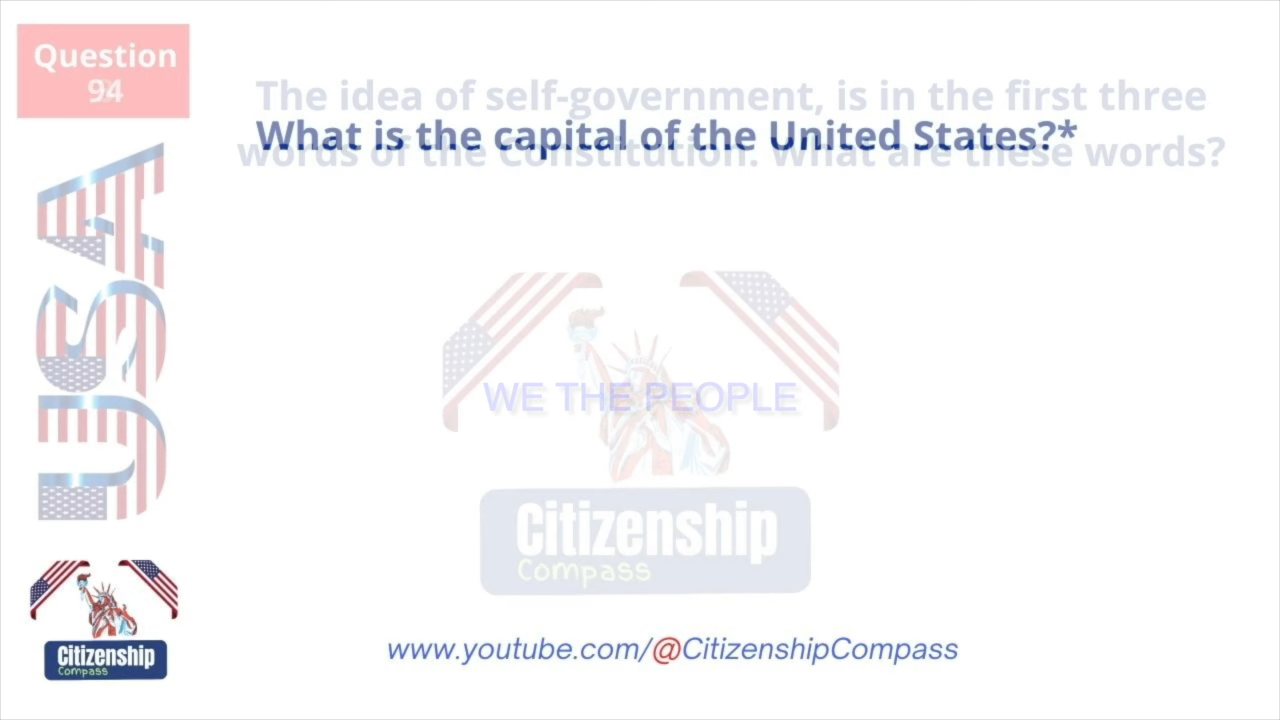 Question
94
The idea of self-government, is in the first three
What is the capital of the United States?*
words of the Constitution. What are these words?
USA
WE THE PEOPLE
Citizenship
Compass
Citizenship
Compass
www.youtube.com/@CitizenshipCompass